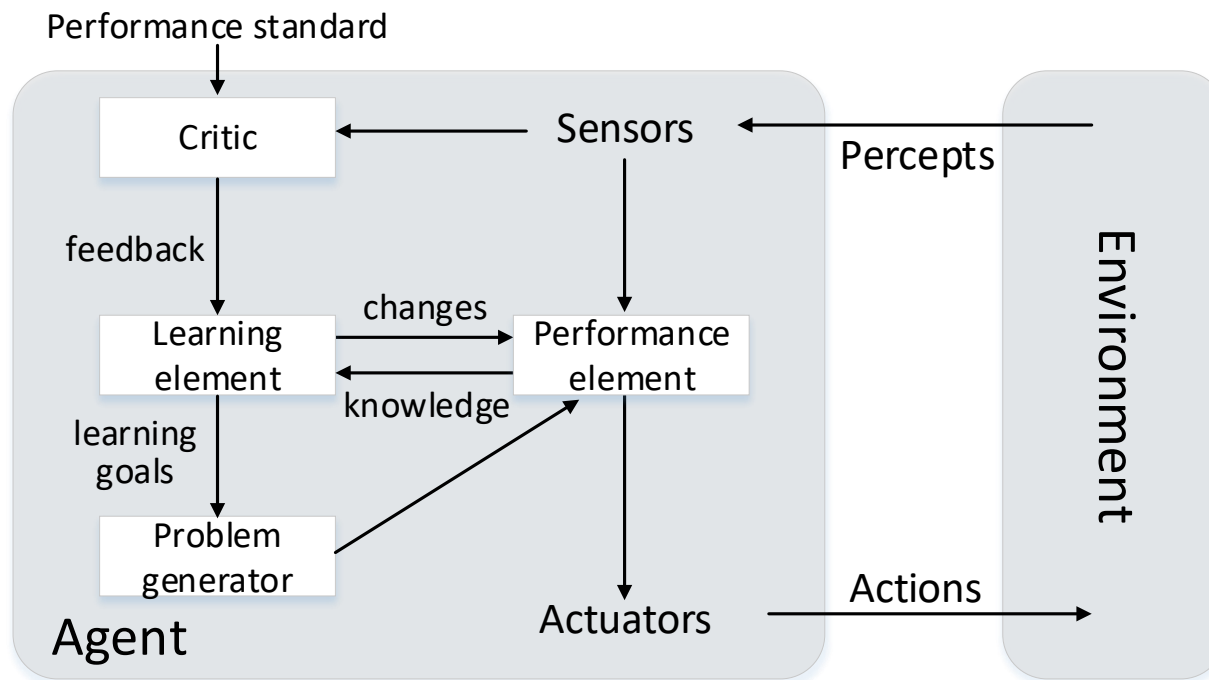 Performance standard
Critic
Sensors
Percepts
feedback
changes
Learning
element
Performance
element
knowledge
learning
goals
Problem
generator
Actuators
Actions
Agent
Environment